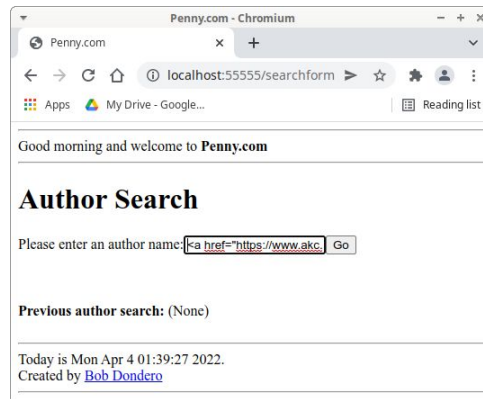 Penny.com - Chromium
Penny.com
localhost:55555/searchform
Apps My Drive - Google... Reading list
Good morning and welcome to Penny.com
Author Search
Please enter an author name: <a href="https://www.akc. Go
Previous author search: (None)
Today is Mon Apr 4 01:39:27 2022.
Created by Bob Dondero